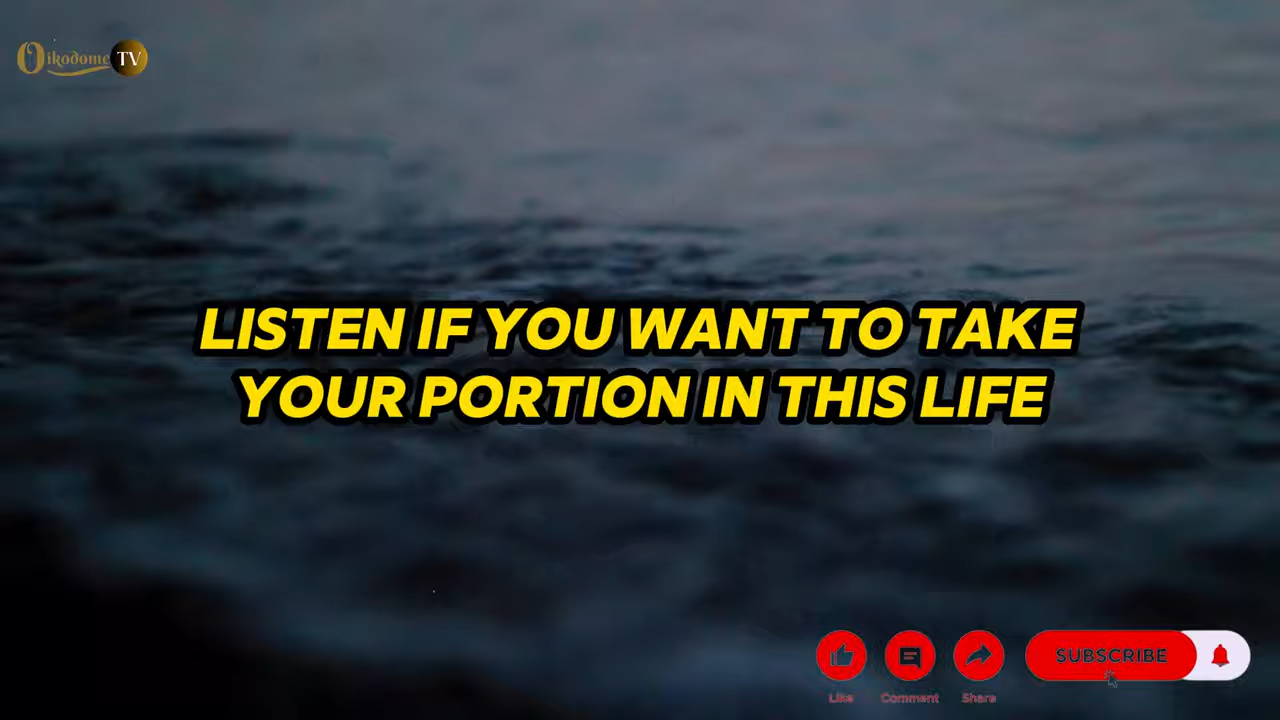 Oikodome TV
LISTEN IF YOU WANT TO TAKE
YOUR PORTION IN THIS LIFE
SUBSCRIBE
Like
Comment
Share